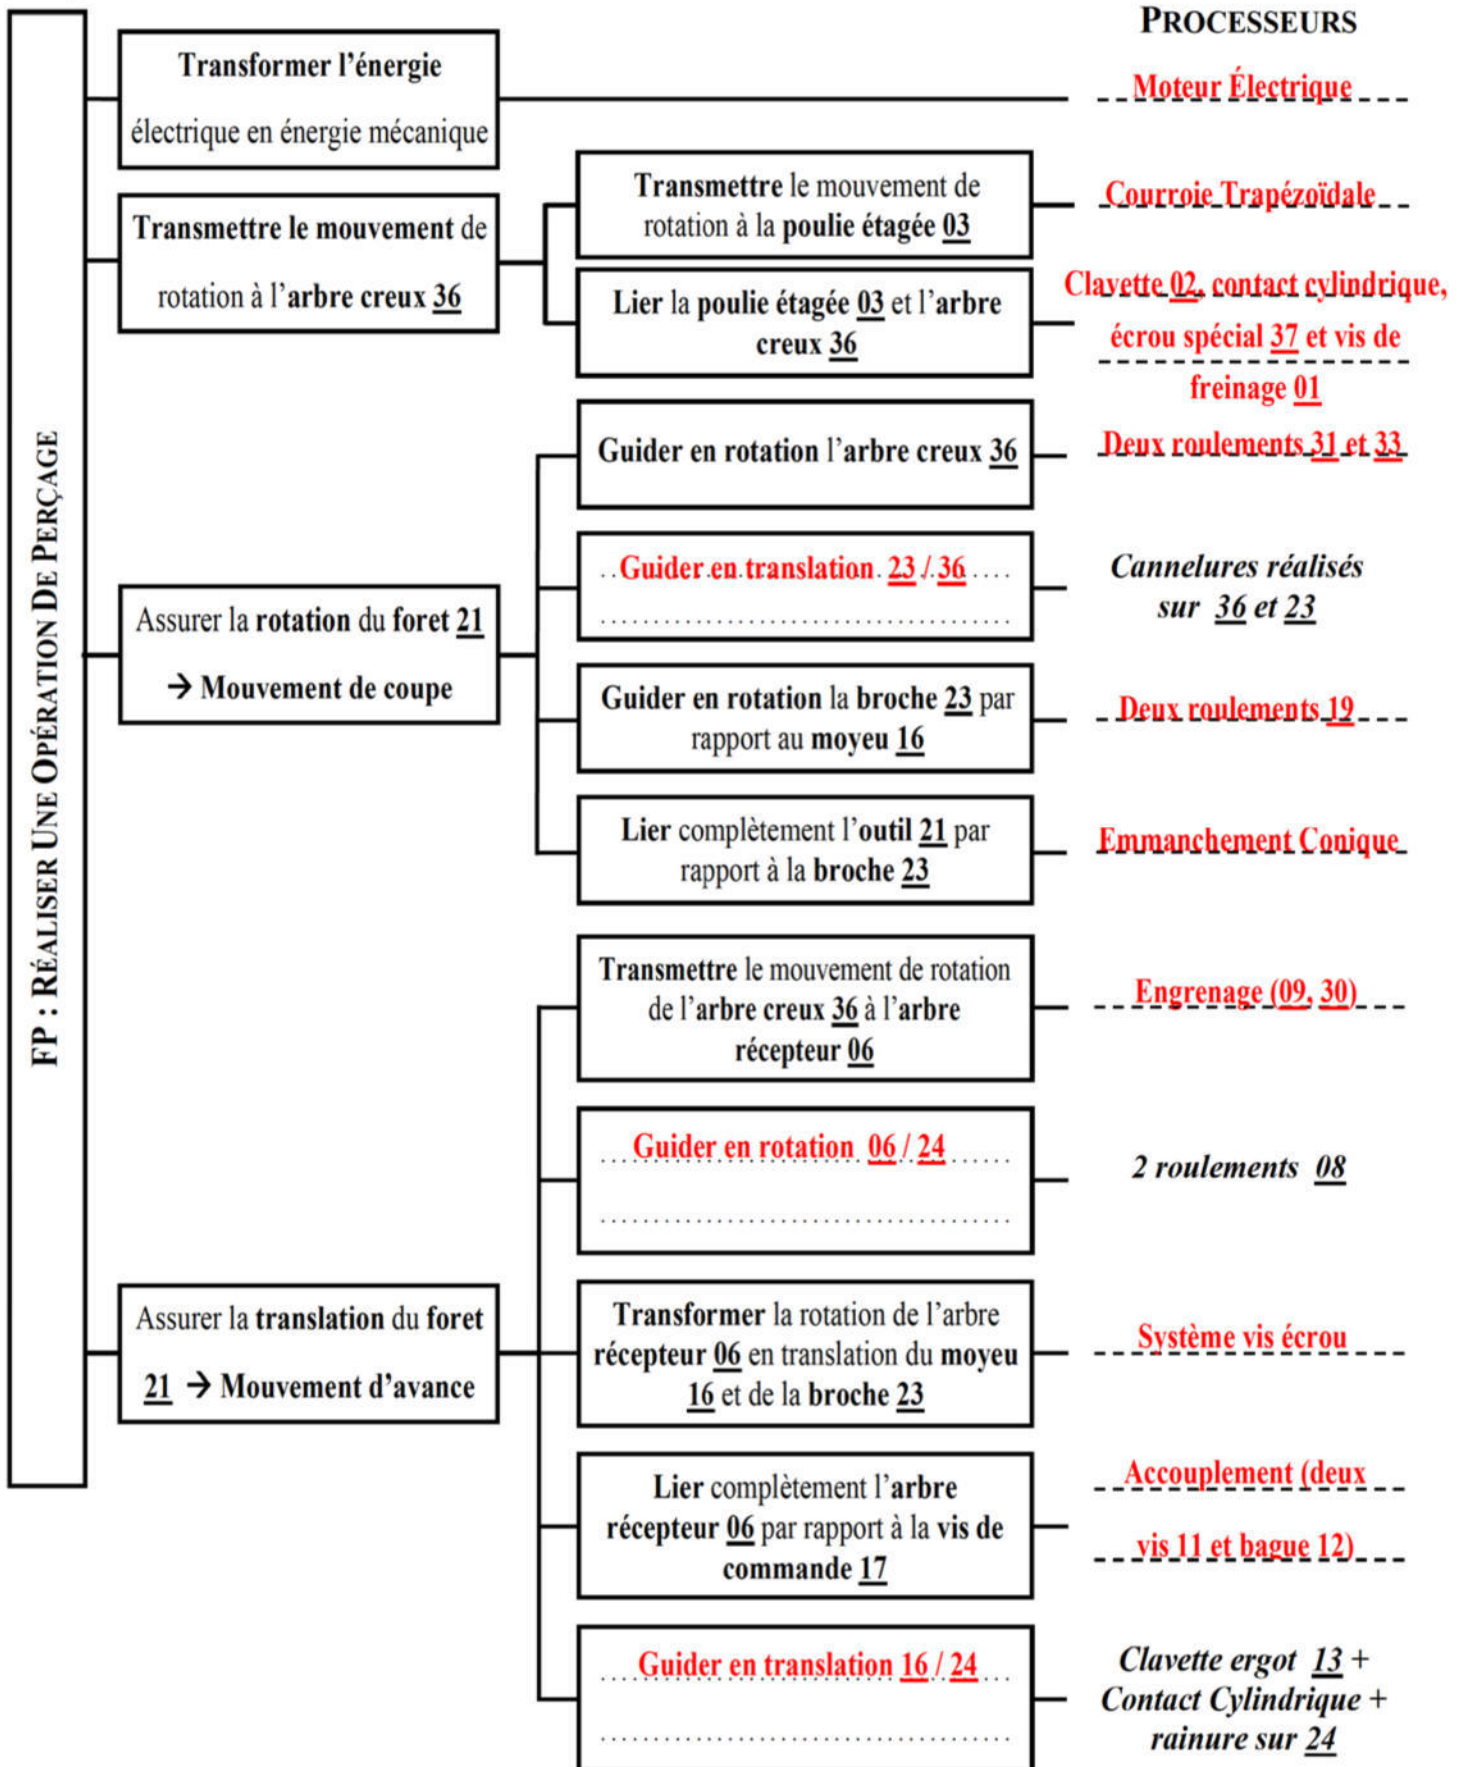 PROCESSEURS
FP : RÉALISER UNE OPÉRATION DE PERÇAGE
Transformer l'énergie
électrique en énergie mécanique
Moteur Électrique
Transmettre le mouvement de
rotation à l'arbre creux 36
Transmettre le mouvement de
rotation à la poulie étagée 03
Courroie Trapézoïdale
Lier la poulie étagée 03 et l'arbre
creux 36
Clavette 02, contact cylindrique,
écrou spécial 37 et vis de
freinage 01
Assurer la rotation du foret 21
→ Mouvement de coupe
Guider en rotation l'arbre creux 36
Deux roulements 31 et 33
Guider en translation 23 / 36
Cannelures réalisés
sur 36 et 23
Guider en rotation la broche 23 par
rapport au moyeu 16
Deux roulements 19
Lier complètement l'outil 21 par
rapport à la broche 23
Emmanchement Conique
Assurer la translation du foret
21 → Mouvement d'avance
Transmettre le mouvement de rotation
de l'arbre creux 36 à l'arbre
récepteur 06
Engrenage (09, 30)
Guider en rotation 06 / 24
2 roulements 08
Transformer la rotation de l'arbre
récepteur 06 en translation du moyeu
16 et de la broche 23
Système vis écrou
Lier complètement l'arbre
récepteur 06 par rapport à la vis de
commande 17
Accouplement (deux
vis 11 et bague 12)
Guider en translation 16 / 24
Clavette ergot 13 +
Contact Cylindrique +
rainure sur 24